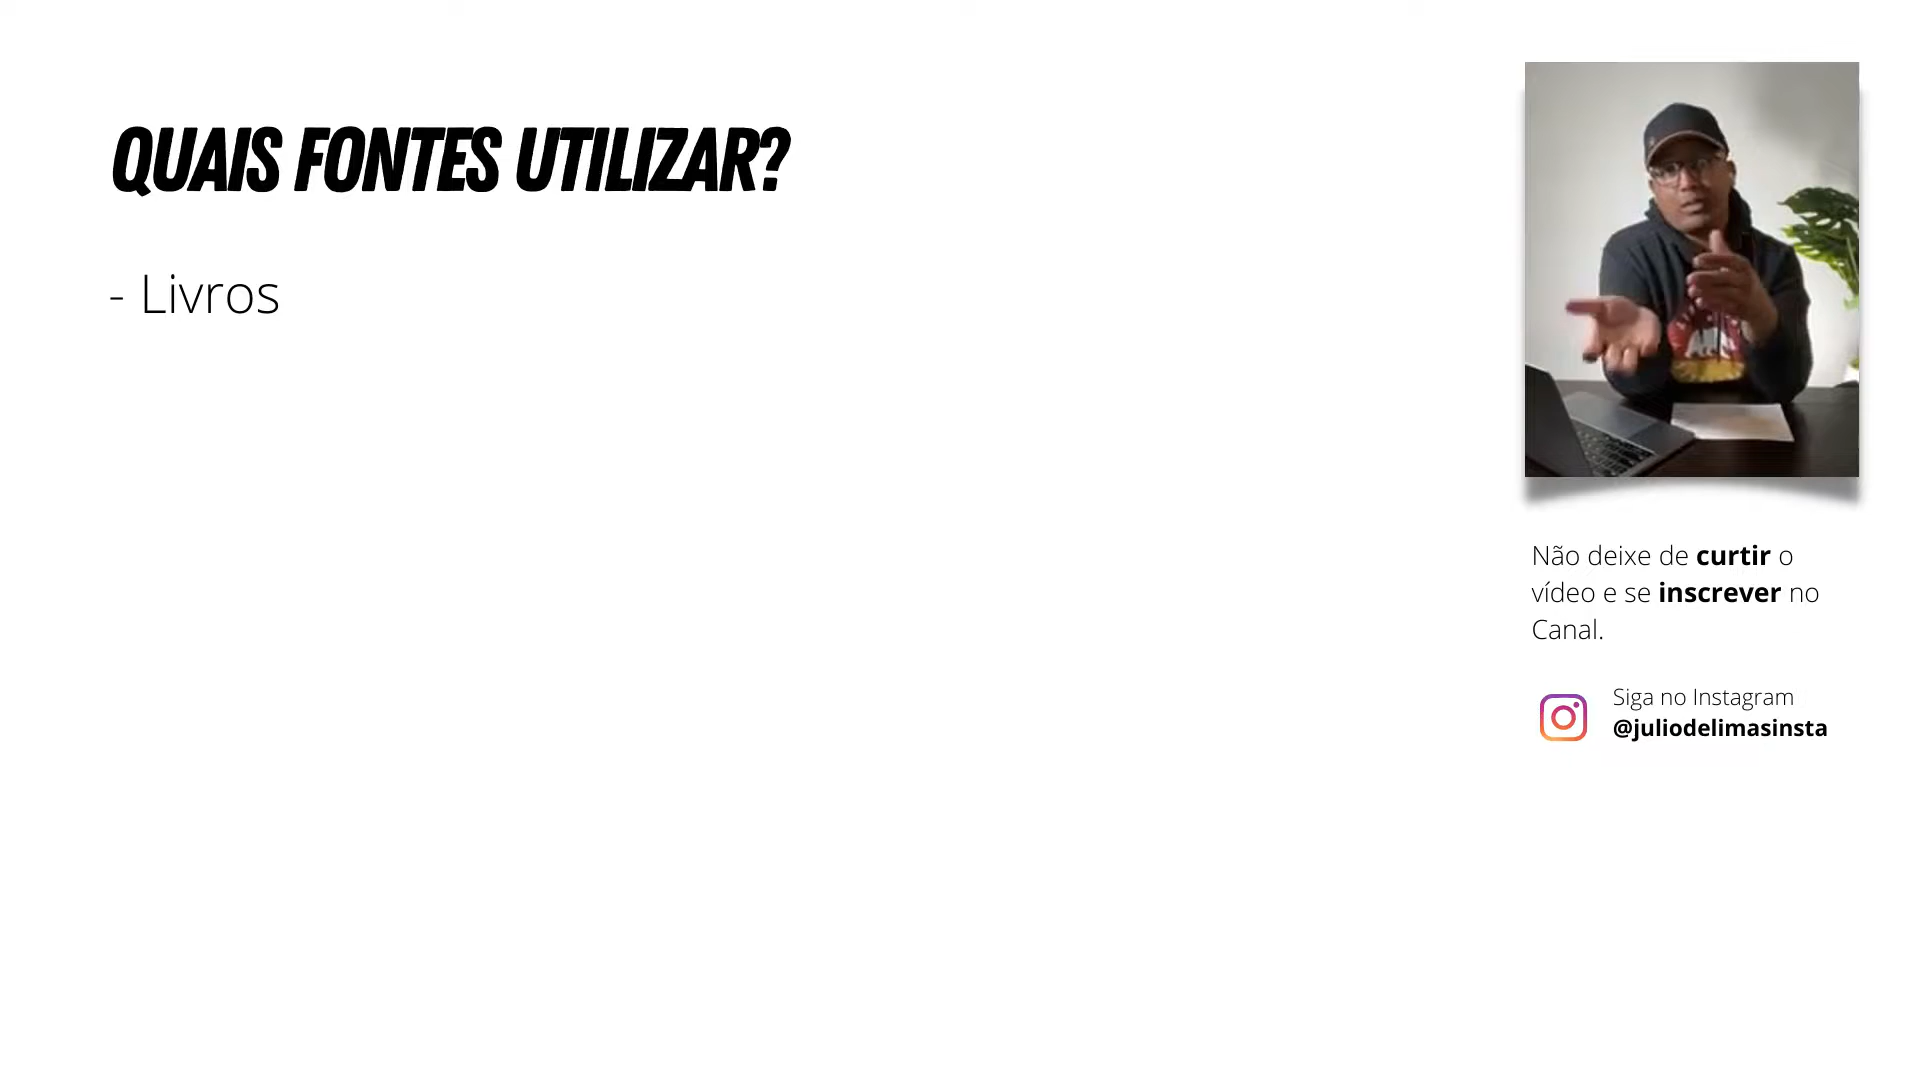 QUAIS FONTES UTILIZAR?
- Livros
Não deixe de curtir o
vídeo e se inscrever no
Canal.
Siga no Instagram
@juliodelimasinsta